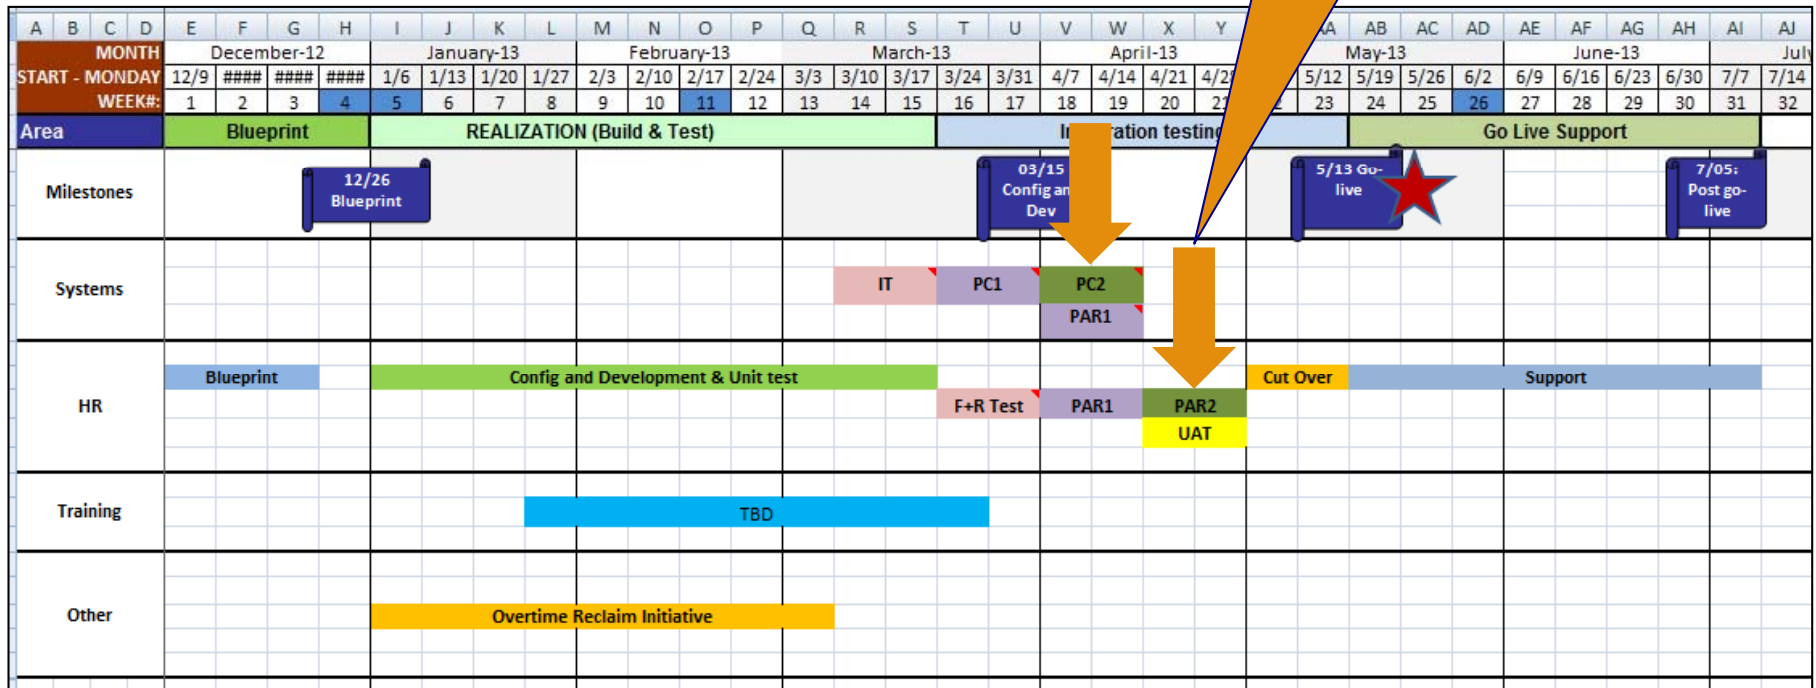 A B C D E F G H I J K L M N O P Q R S T U V W X Y AA AB AC AD AE AF AG AH AI AJ
MONTH December-12 January-13 February-13 March-13 April-13 May-13 June-13
START - MONDAY 12/9 #### #### #### 1/6 1/13 1/20 1/27 2/3 2/10 2/17 2/24 3/3 3/10 3/17 3/24 3/31 4/7 4/14 4/21 5/12 5/19 5/26 6/2 6/9 6/16 6/23 6/30 7/7 7/14
WEEK#: 1 2 3 4 5 6 7 8 9 10 11 12 13 14 15 16 17 18 19 20 23 24 25 26 27 28 29 30 31 32
Area Blueprint REALIZATION (Build & Test) testing Go Live Support
Milestones
12/26
Blueprint
03/15
Config
Dev
5/13 Go-
live
7/05:
Post go-
live
Systems
IT PC1 PC2
PAR1
HR
Blueprint Config and Development & Unit test Cut Over Support
F+R Test PAR1 PAR2
UAT
Training
TBD
Other
Overtime Reclaim Initiative